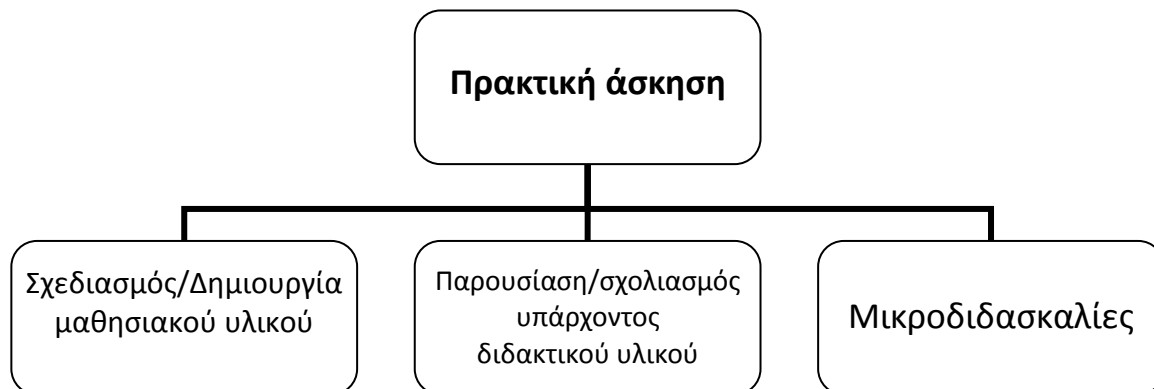 Πρακτική άσκηση
Σχεδιασμός/Δημιουργία
μαθησιακού υλικού
Παρουσίαση/σχολιασμός
υπάρχοντος
διδακτικού υλικού
Μικροδιδασκαλίες